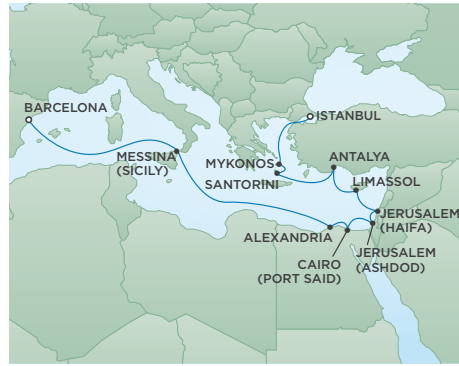 BARCELONA
ISTANBUL
MESSINA
(SICILY)
MYKONOS
SANTORINI
ANTALYA
LIMASSOL
JERUSALEM
(HAIFA)
ALEXANDRIA
CAIRO
(PORT SAID)
JERUSALEM
(ASHDOD)